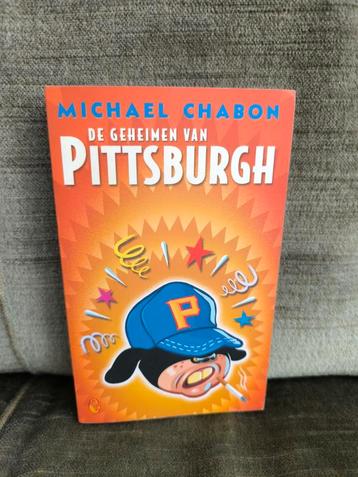 MICHAEL CHABON
DE GEHEIMEN VAN
PITTSBURGH
P